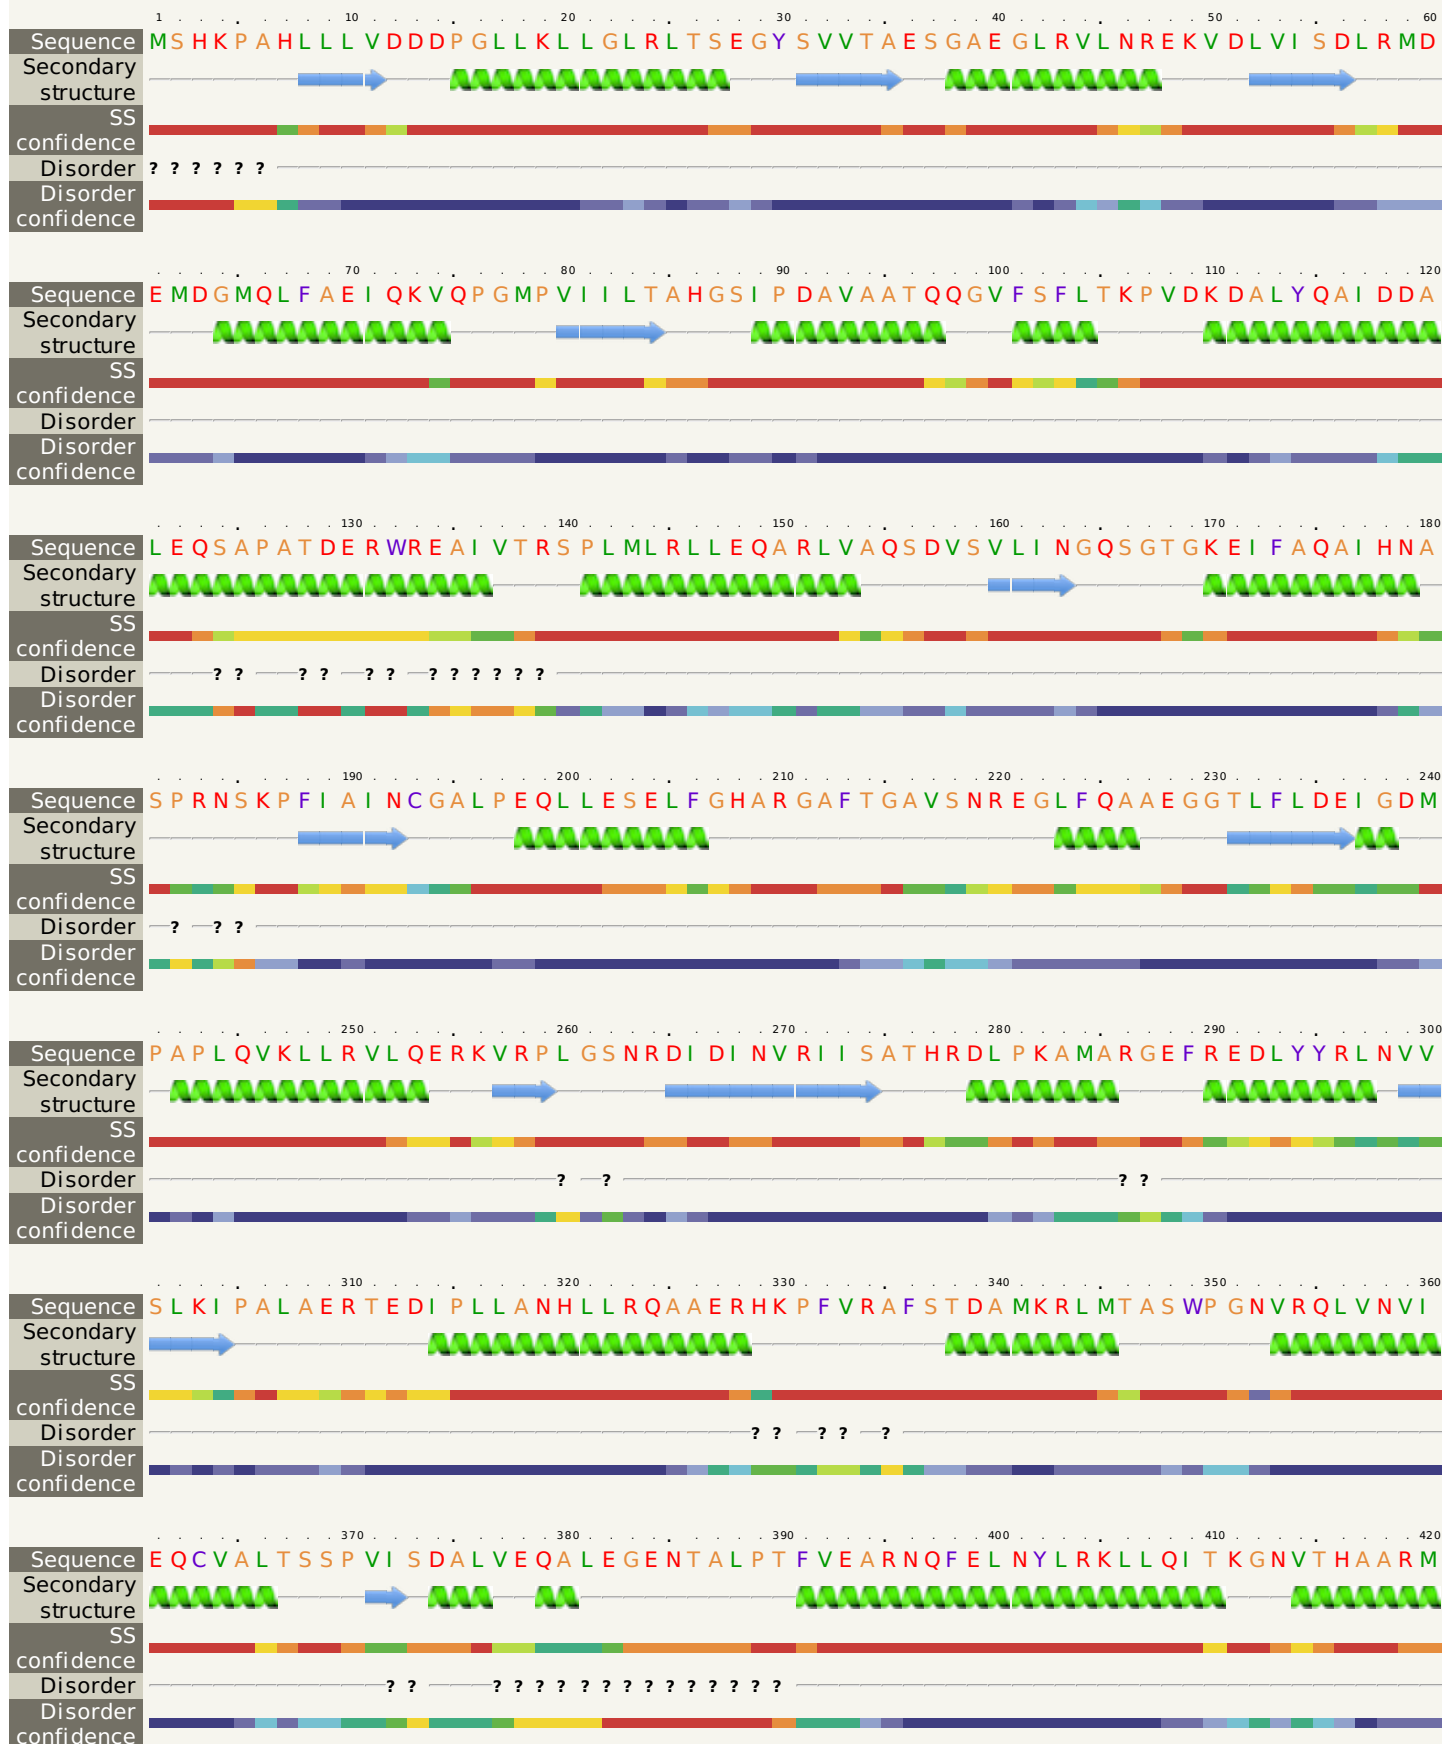 1 10 20 30 40 50 60
Sequence MSHKPAHLLLVDDDPGLLKLLGLRLTSEGYSVVTAESGAEGLRVLNREKVDLVISDLRMD
Secondary
structure
SS
confidence
Disorder ? ? ? ? ? ?
Disorder
confidence
70 80 90 100 110 120
Sequence EMDGMQLFAEIQKVQPGMPVIILTAHGSIPDAVAATQQGVFSFLTKPVDKDALYQAIDDA
Secondary
structure
SS
confidence
Disorder
Disorder
confidence
130 140 150 160 170 180
Sequence LEQSAPATDERWREAIVTRSPLMLRLLEQARLVAQSDVSVLINGQSGTGKEIFAQAIHNA
Secondary
structure
SS
confidence
Disorder ? ? ? ? ? ? ? ? ? ? ? ?
Disorder
confidence
190 200 210 220 230 240
Sequence SPRNSKPFIAINCGALPEQLLESELFGHARGAFTGAVSNREGLFQAAEGGTLFLDEIGDM
Secondary
structure
SS
confidence
Disorder ? ? ?
Disorder
confidence
250 260 270 280 290 300
Sequence PAPLQVKLLRVLQERKVRPLGSNRDIDINVRIISATHRDLPKAMARGEFREDLYYRLNVV
Secondary
structure
SS
confidence
Disorder ? ? ? ?
Disorder
confidence
310 320 330 340 350 360
Sequence SLKIPALAERTEDIPLLANHLLRQAAERHKPFVRAFSTDAMKRLMTASWPGNVRQLVNVI
Secondary
structure
SS
confidence
Disorder ? ? ? ? ?
Disorder
confidence
370 380 390 400 410 420
Sequence EQCVALTSSPVISDALVEQALEGENTALPTFVEARNQFELNYLRKLLQITKGNVTHAARM
Secondary
structure
SS
confidence
Disorder ? ? ? ? ? ? ? ? ? ? ? ? ? ? ? ?
Disorder
confidence